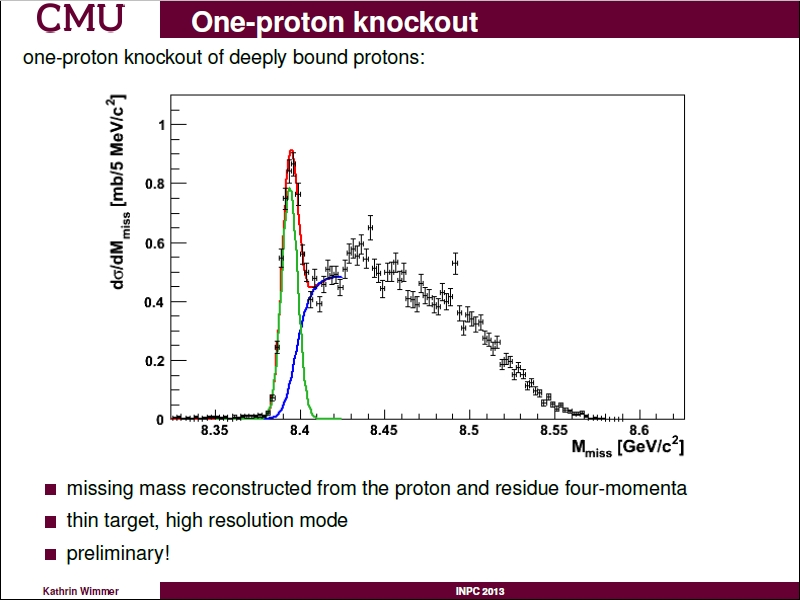 CMU
One-proton knockout
one-proton knockout of deeply bound protons:
dσ/dM_miss [mb/5 MeV/c²]
1
0.8
0.6
0.4
0.2
0
8.35 8.4 8.45 8.5 8.55 8.6
M_miss [GeV/c²]
missing mass reconstructed from the proton and residue four-momenta
thin target, high resolution mode
preliminary!
Kathrin Wimmer INPC 2013